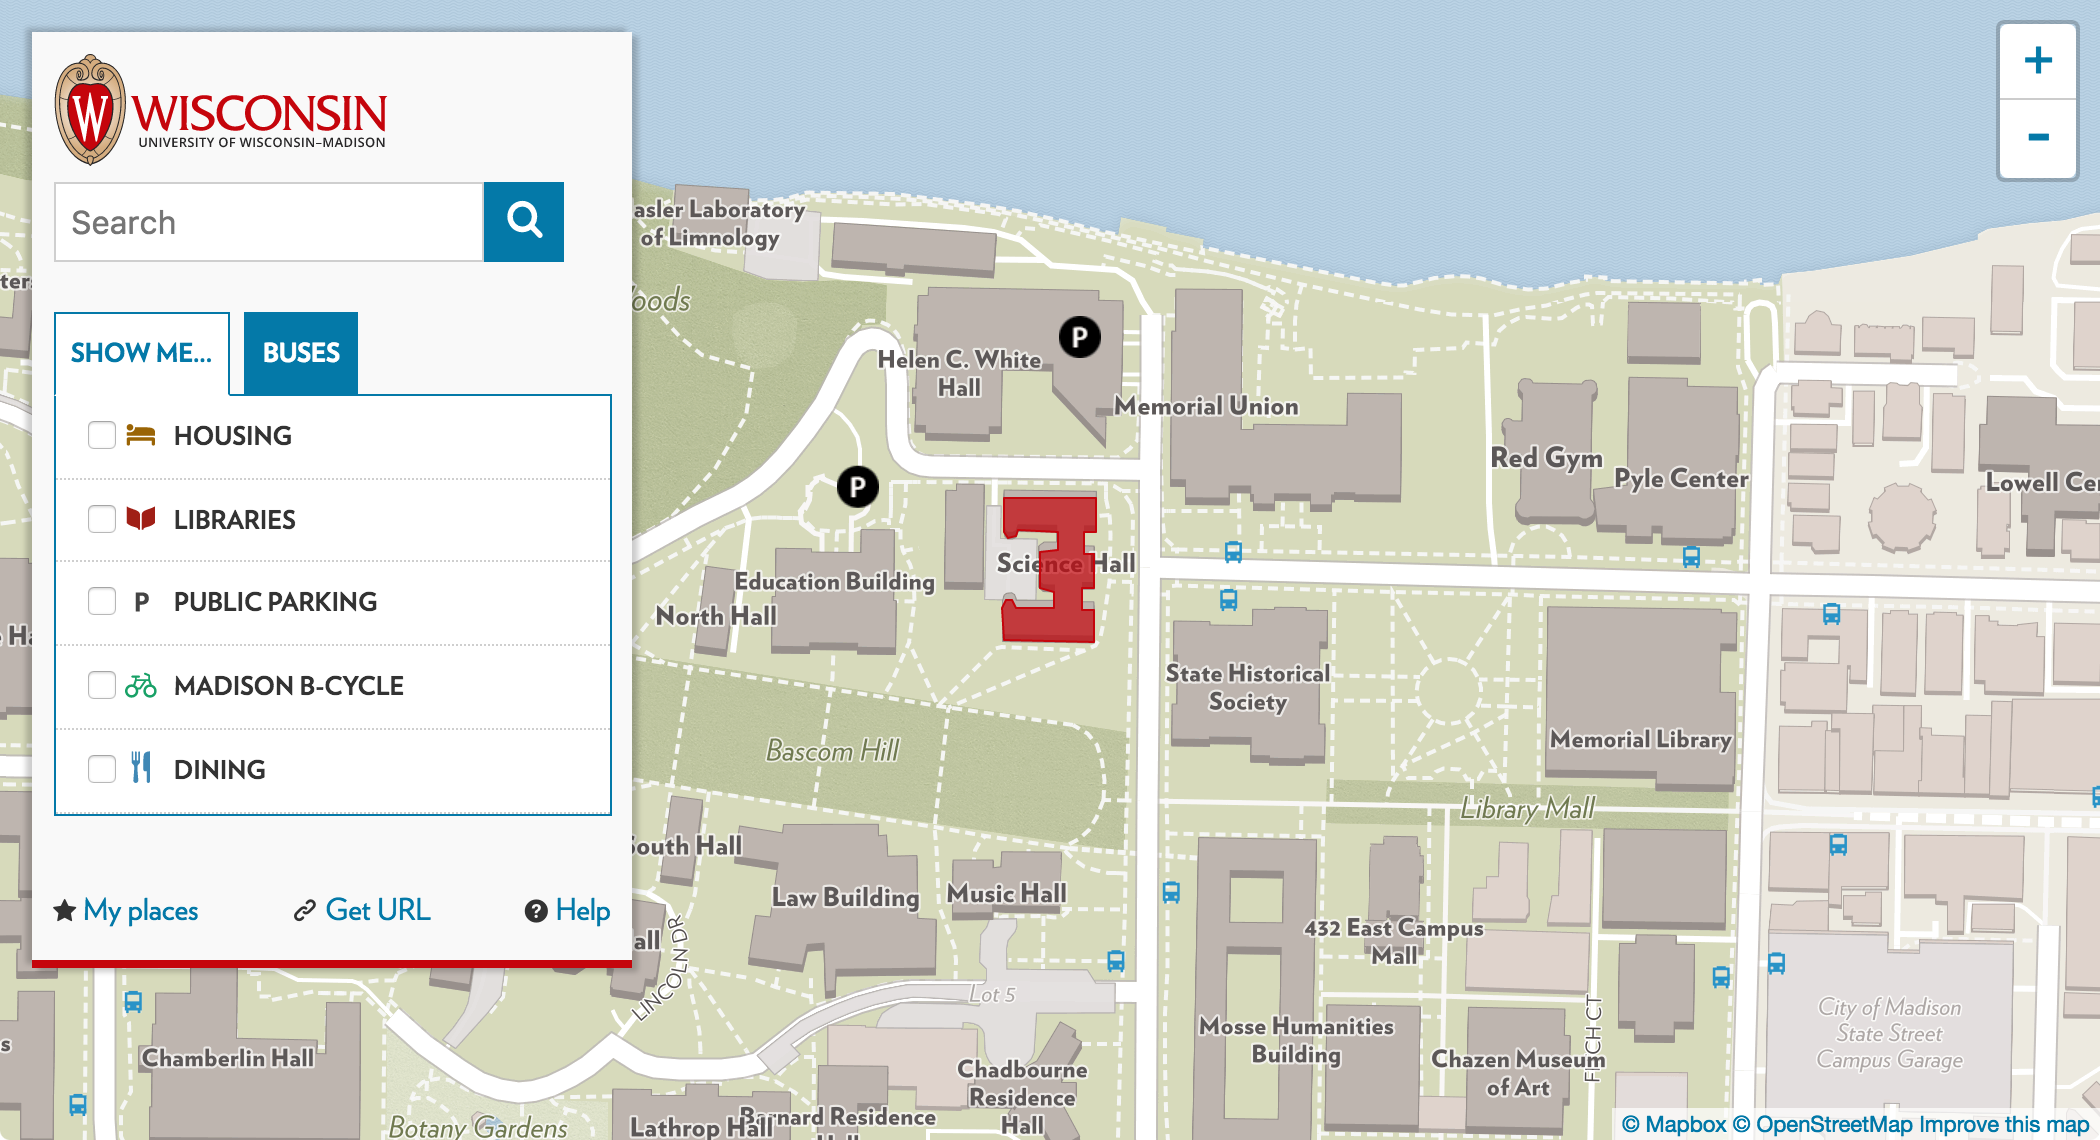 W
WISCONSIN
UNIVERSITY OF WISCONSIN–MADISON
Search
SHOW ME...
BUSES
HOUSING
LIBRARIES
P PUBLIC PARKING
MADISON B-CYCLE
DINING
My places
Get URL
? Help
+
-
asler Laboratory
of Limnology
oods
Helen C. White
Hall
P
P
Memorial Union
Red Gym
Pyle Center
Lowell Ce
Science Hall
Education Building
North Hall
State Historical
Society
Memorial Library
Bascom Hill
Library Mall
South Hall
Law Building
Music Hall
432 East Campus
Mall
all
LINCOLN DR
Lot 5
Mosse Humanities
Building
Chazen Museum
of Art
City of Madison
State Street
Campus Garage
Chamberlin Hall
Chadbourne
Residence
Hall
Botany Gardens
Lathrop Hall
Barnard Residence
Hall
ter
e Ha
s
© Mapbox © OpenStreetMap Improve this map